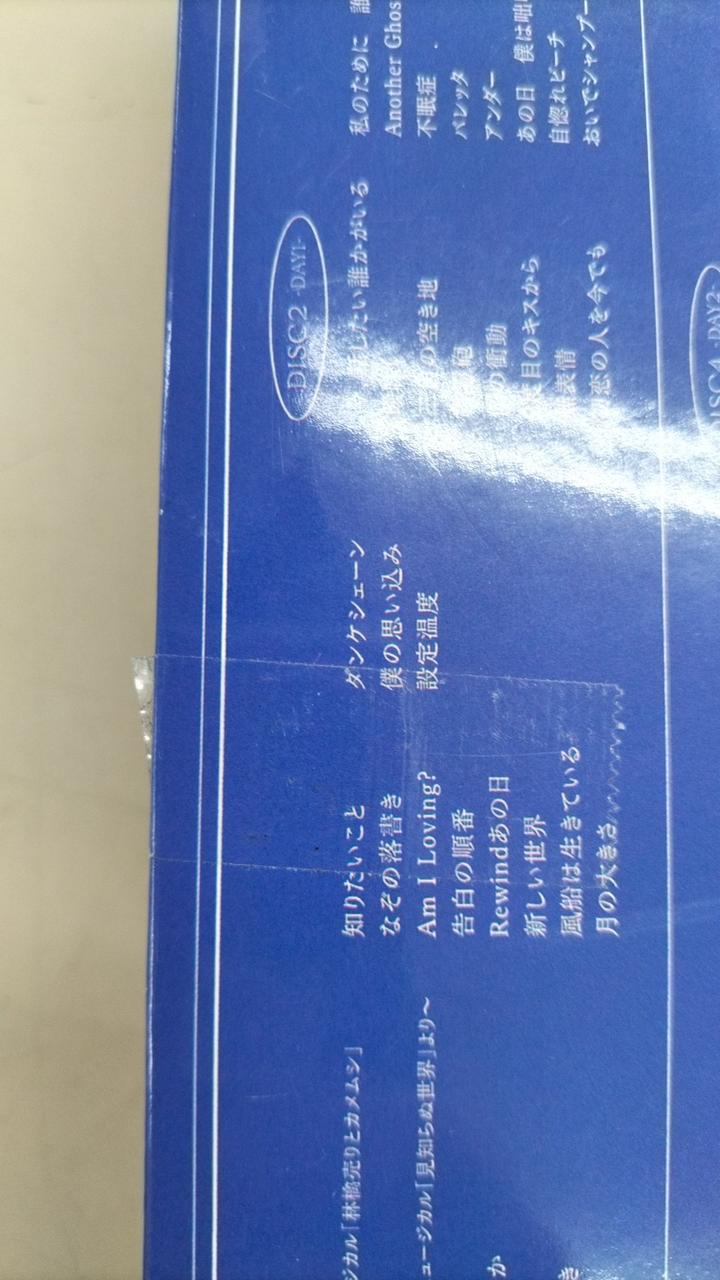 ジカル「林檎売りとカメムシ」
ュージカル「見知らぬ世界」より～
か
知りたいこと
なぞの落書き
Am I Loving?
告白の順番
Rewindあの日
新しい世界
風船は生きている
月の大きさ
ダンケシェーン
僕の思い込み
設定温度
DISC2 -DAY1-
したい誰かがいる
の空き地
砲
の衝動
目のキスから
表情
恋の人を今でも
私のために 誰
Another Ghos
不眠症
パレッタ
アンダー
あの日 僕は咄
自惚れビーチ
おいでシャンプー
ISC4 -DAY2-